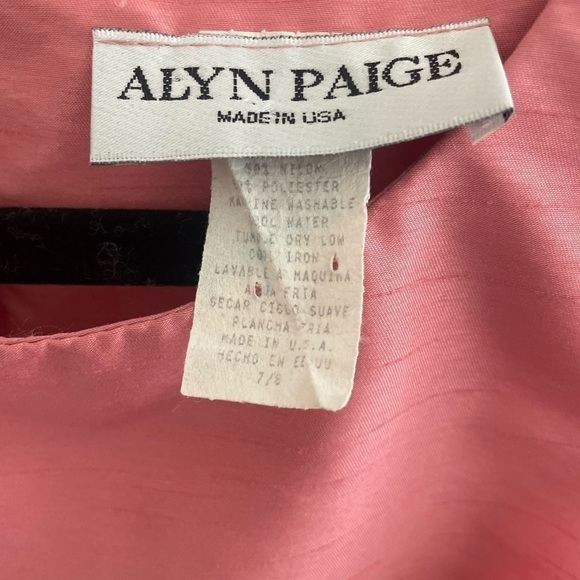 ALYN PAIGE
MADE IN USA
NYLON
POLIESTER
WASHABLE
WATER
DRY LOW
IRON
LAVABLE A MAQUINA
FRIA
SECAR CICLO SUAVE
PLANCHA FRIA
MADE IN U.S.A.
HECHO EN EE UU
7/8